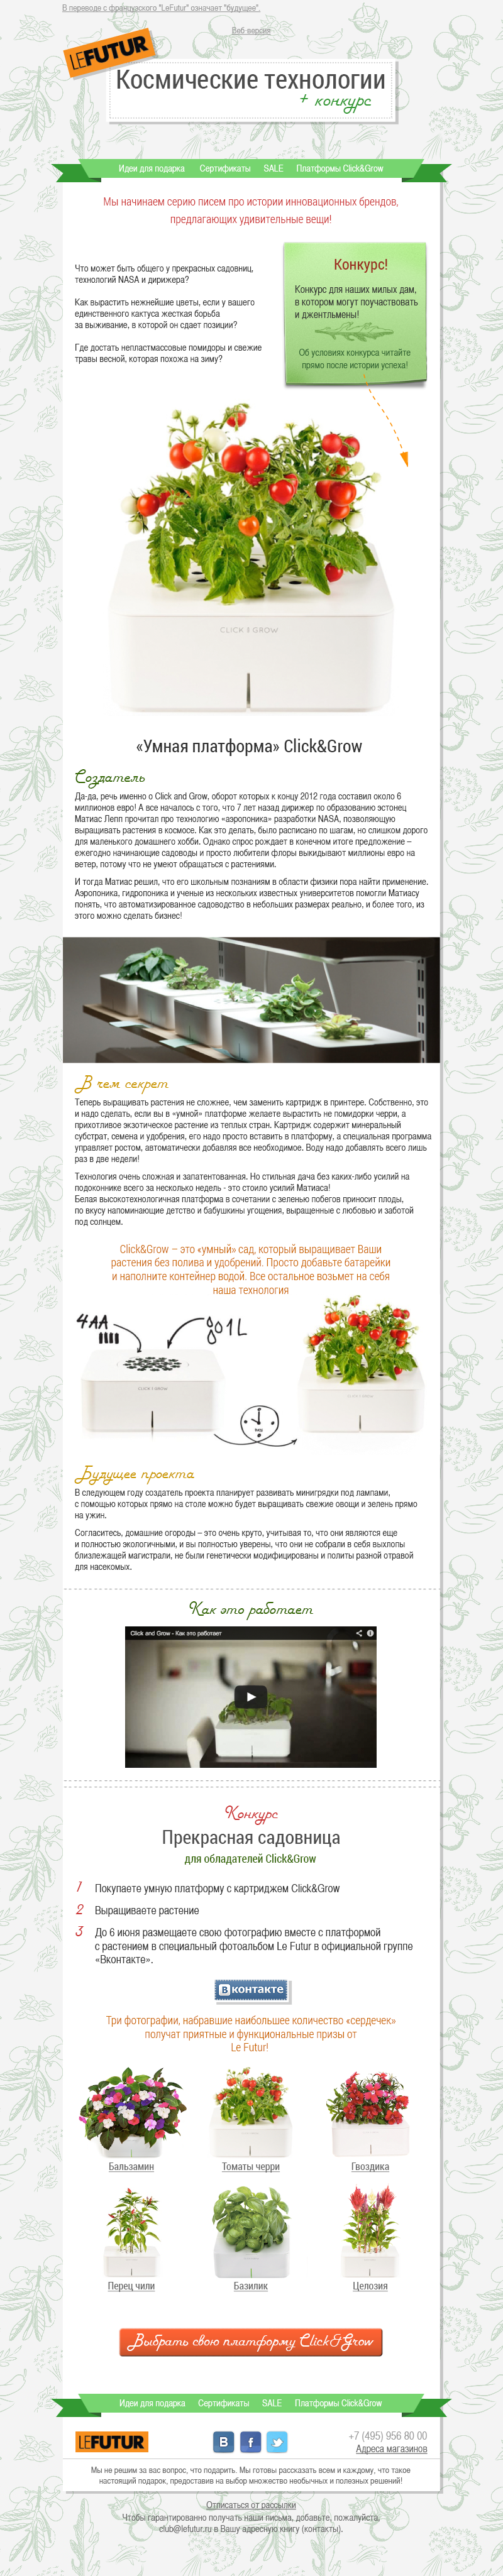 В переводе с французского "LeFutur" означает "будущее".
Веб-версия
LEFUTUR
Космические технологии
+ конкурс
Идеи для подарка Сертификаты SALE Платформы Click&Grow
Мы начинаем серию писем про истории инновационных брендов,
предлагающих удивительные вещи!
Что может быть общего у прекрасных садовниц,
технологий NASA и дирижера?
Как вырастить нежнейшие цветы, если у вашего
единственного кактуса жесткая борьба
за выживание, в которой он сдает позиции?
Где достать непластмассовые помидоры и свежие
травы весной, которая похожа на зиму?
Конкурс!
Конкурс для наших милых дам,
в котором могут поучаствовать
и джентльмены!
Об условиях конкурса читайте
прямо после истории успеха!
CLICK & GROW
«Умная платформа» Click&Grow
Создатель
Да-да, речь именно о Click and Grow, оборот которых к концу 2012 года составил около 6
миллионов евро! А все началось с того, что 7 лет назад дирижер по образованию эстонец
Матиас Лепп прочитал про технологию «аэропоника» разработки NASA, позволяющую
выращивать растения в космосе. Как это делать, было расписано по шагам, но слишком дорого
для маленького домашнего хобби. Однако спрос рождает в конечном итоге предложение –
ежегодно начинающие садоводы и просто любители флоры выкидывают миллионы евро на
ветер, потому что не умеют обращаться с растениями.
И тогда Матиас решил, что его школьным познаниям в области физики пора найти применение.
Аэропоника, гидропоника и ученые из нескольких известных университетов помогли Матиасу
понять, что автоматизированное садоводство в небольших размерах реально, и более того, из
этого можно сделать бизнес!
В чем секрет
Теперь выращивать растения не сложнее, чем заменить картридж в принтере. Собственно, это
и надо сделать, если вы в «умной» платформе желаете вырастить не помидорки черри, а
прихотливое экзотическое растение из теплых стран. Картридж содержит минеральный
субстрат, семена и удобрения, его надо просто вставить в платформу, а специальная программа
управляет ростом, автоматически добавляя все необходимое. Воду надо добавлять всего лишь
раз в две недели!
Технология очень сложная и запатентованная. Но стильная дача без каких-либо усилий на
подоконнике всего за несколько недель - это стоило усилий Матиаса!
Белая высокотехнологичная платформа в сочетании с зеленью побегов приносит плоды,
по вкусу напоминающие детство и бабушкины угощения, выращенные с любовью и заботой
под солнцем.
Click&Grow – это «умный» сад, который выращивает Ваши
растения без полива и удобрений. Просто добавьте батарейки
и наполните контейнер водой. Все остальное возьмет на себя
наша технология
4AA
go1L
CLICK & GROW
Будущее проекта
В следующем году создатель проекта планирует развивать минигрядки под лампами,
с помощью которых прямо на столе можно будет выращивать свежие овощи и зелень прямо
на ужин.
Согласитесь, домашние огороды – это очень круто, учитывая то, что они являются еще
и полностью экологичными, и вы полностью уверены, что они не собрали в себя выхлопы
близлежащей магистрали, не были генетически модифицированы и политы разной отравой
для насекомых.
Как это работает
Click and Grow - Как это работает
Конкурс
Прекрасная садовница
для обладателей Click&Grow
1 Покупаете умную платформу с картриджем Click&Grow
2 Выращиваете растение
3 До 6 июня размещаете свою фотографию вместе с платформой
с растением в специальный фотоальбом Le Futur в официальной группе
«Вконтакте».
В контакте
Три фотографии, набравшие наибольшее количество «сердечек»
получат приятные и функциональные призы от
Le Futur!
Бальзамин Томаты черри Гвоздика
Перец чили Базилик Целозия
Выбрать свою платформу Click&Grow
Идеи для подарка Сертификаты SALE Платформы Click&Grow
LEFUTUR
В f
+7 (495) 956 80 00
Адреса магазинов
Мы не решим за вас вопрос, что подарить. Мы готовы рассказать всем и каждому, что такое
настоящий подарок, предоставив на выбор множество необычных и полезных решений!
Отписаться от рассылки
Чтобы гарантированно получать наши письма, добавьте, пожалуйста,
club@lefutur.ru в Вашу адресную книгу (контакты).